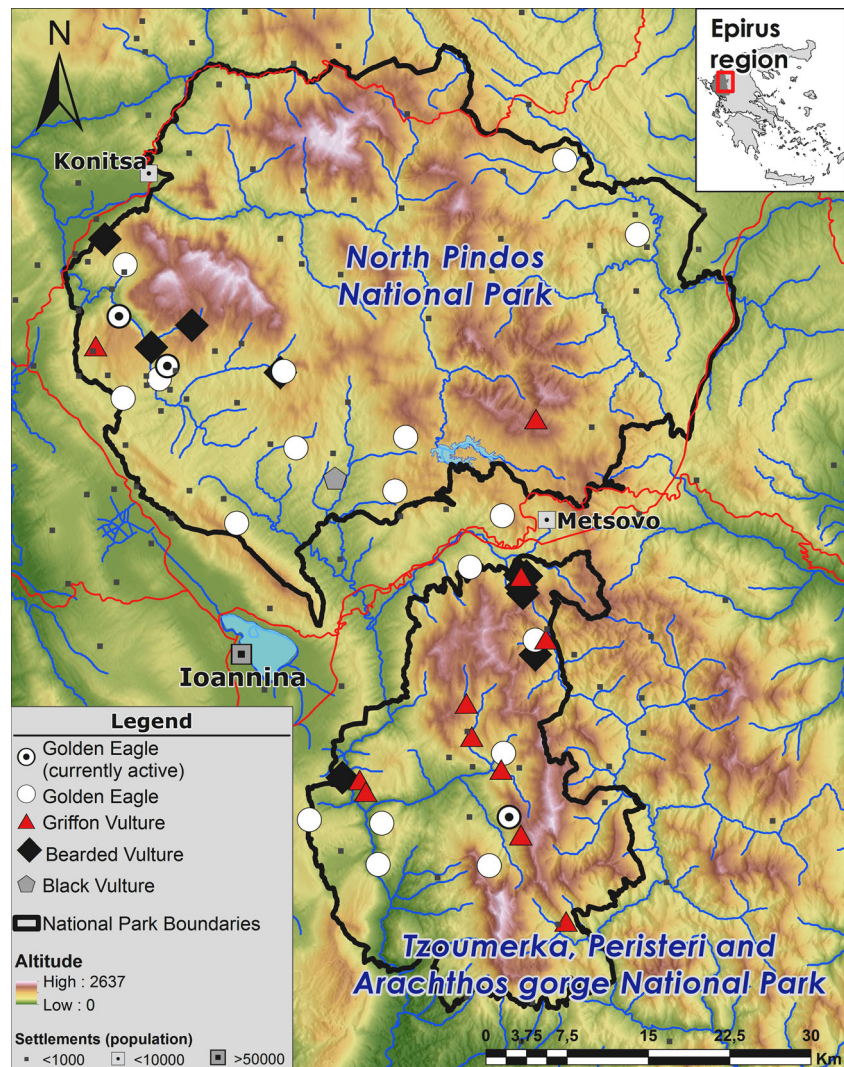 N
Epirus
region
Konitsa
North Pindos
National Park
Metsovo
Ioannina
Legend
Golden Eagle
(currently active)
Golden Eagle
Griffon Vulture
Bearded Vulture
Black Vulture
National Park Boundaries
Altitude
High : 2637
Low : 0
Settlements (population)
<1000 <10000 >50000
Tzoumerka, Peristeri and
Arachthos gorge National Park
0 3,75 7,5 15 22,5 30
Km